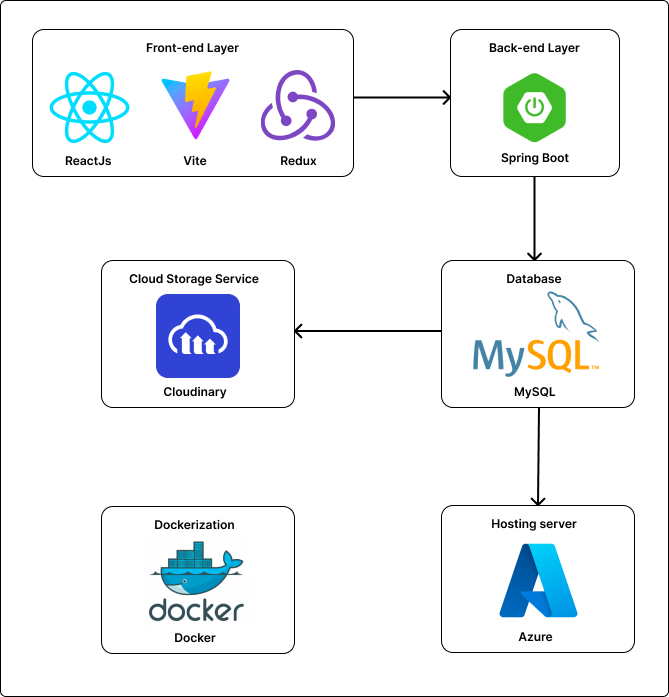 Front-end Layer
ReactJs
Vite
Redux
Back-end Layer
Spring Boot
Cloud Storage Service
Cloudinary
Database
MySQL™
MySQL
Dockerization
docker
Docker
Hosting server
Azure